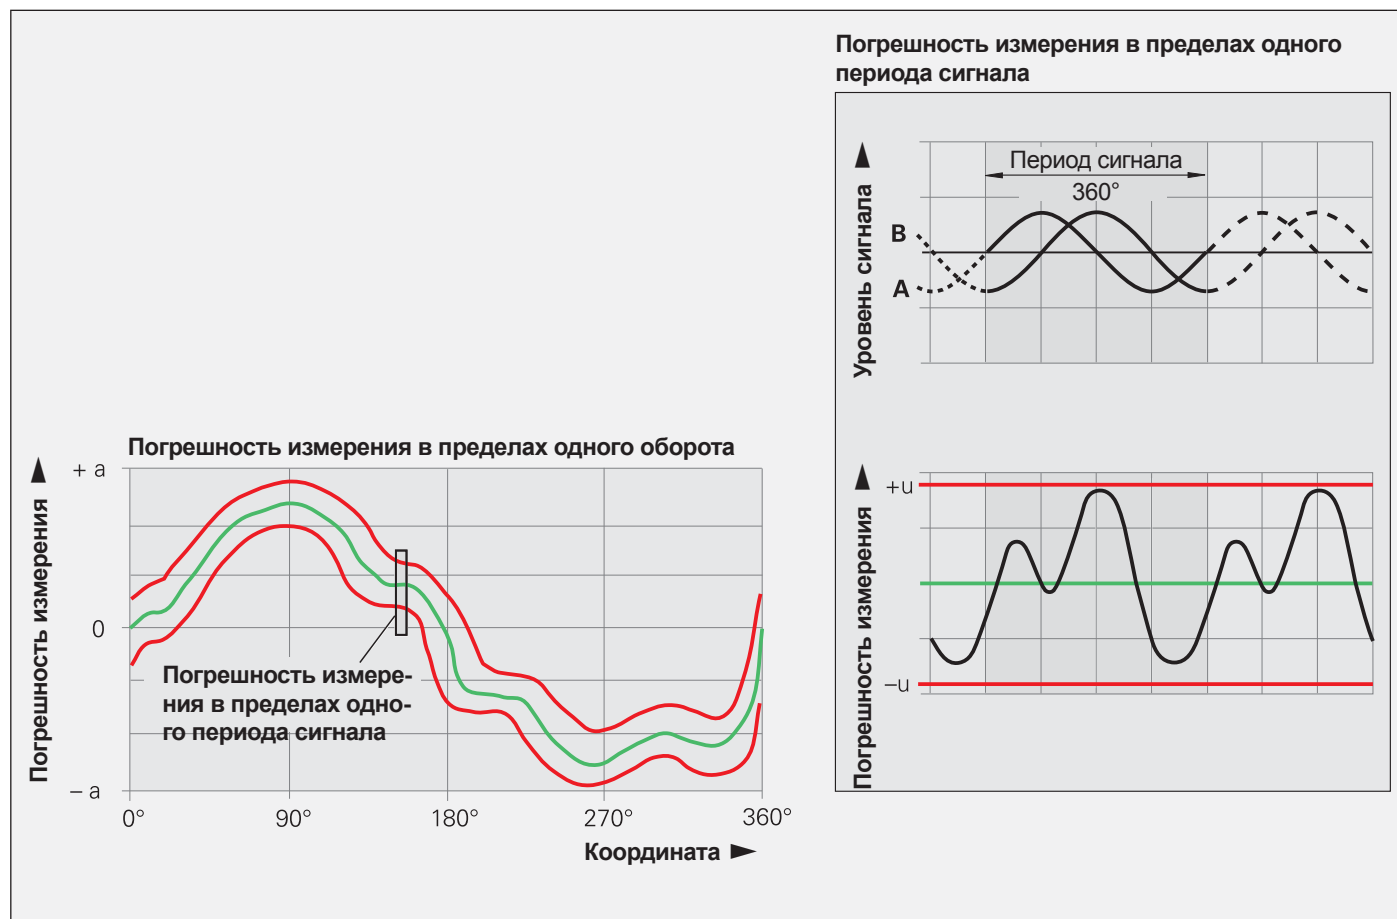 Погрешность измерения в пределах одного
периода сигнала
Уровень сигнала
Период сигнала
360°
B
A
Погрешность измерения
+u
–u
Погрешность измерения в пределах одного оборота
Погрешность измерения
+ a
0
– a
Погрешность измере-
ния в пределах одно-
го периода сигнала
0° 90° 180° 270° 360°
Координата